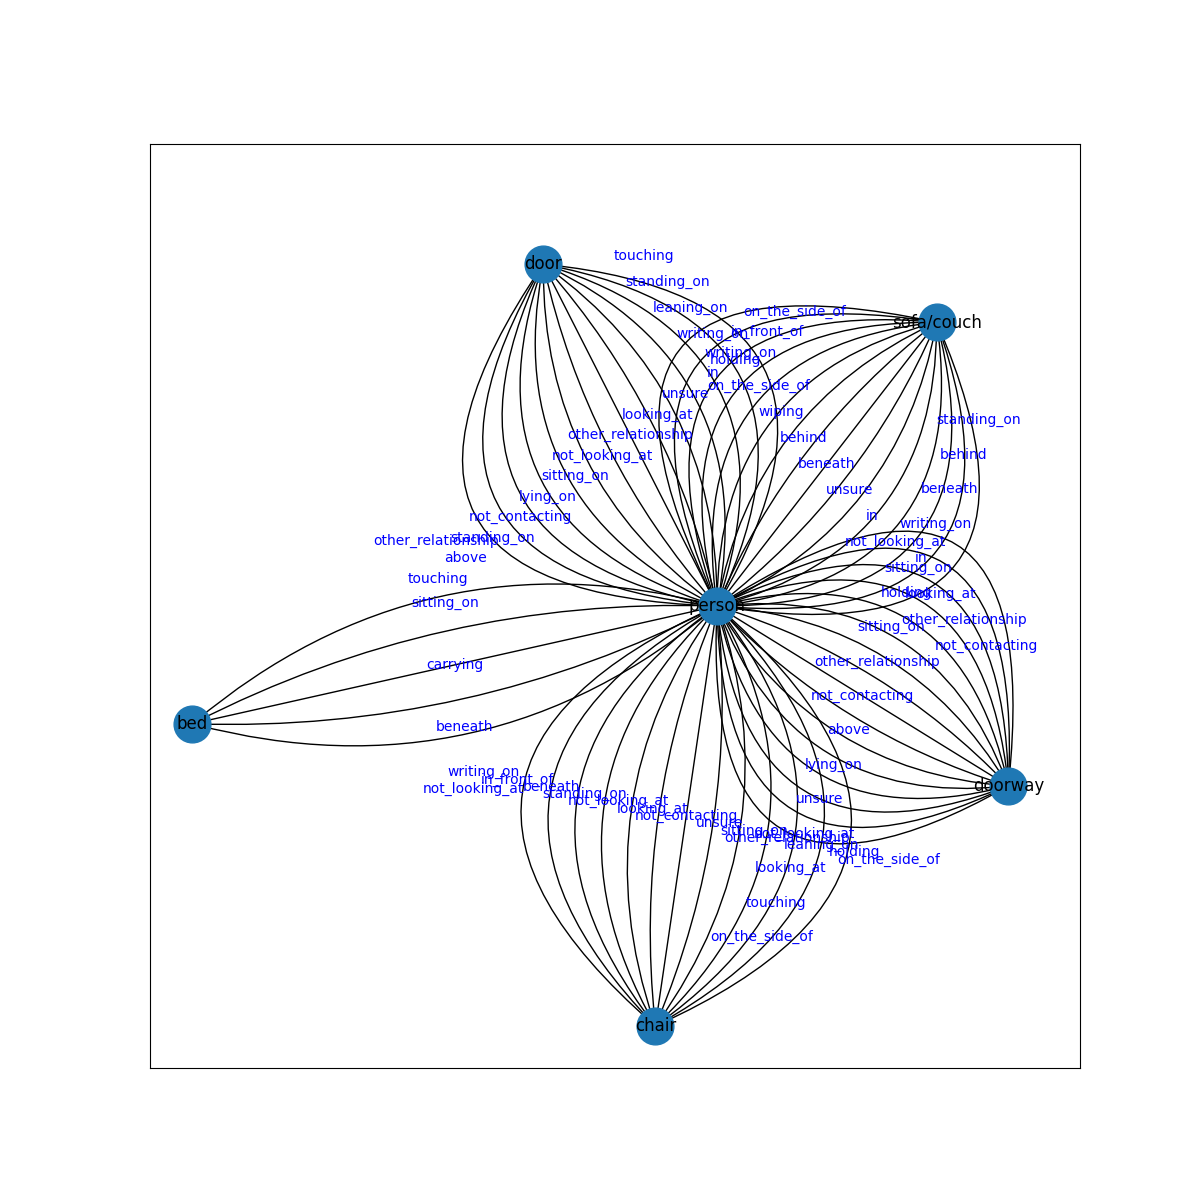 touching
door
standing_on
leaning_on
on_the_side_of
sofa/couch
in_front_of
writing_on
writing_on
holding
in
on_the_side_of
unsure
wiping
looking_at
standing_on
other_relationship
behind
not_looking_at
behind
beneath
sitting_on
unsure
beneath
lying_on
in
not_contacting
writing_on
standing_on
other_relationship
not_looking_at
above
in
sitting_on
touching
holding
looking_at
sitting_on
person
other_relationship
sitting_on
not_contacting
other_relationship
carrying
not_contacting
bed
beneath
above
lying_on
writing_on
in_front_of
not_looking_at
beneath
doorway
standing_on
unsure
not_looking_at
looking_at
not_contacting
unsure
sitting_on
not_looking_at
other_relationship
leaning_on
holding
on_the_side_of
looking_at
touching
on_the_side_of
chair